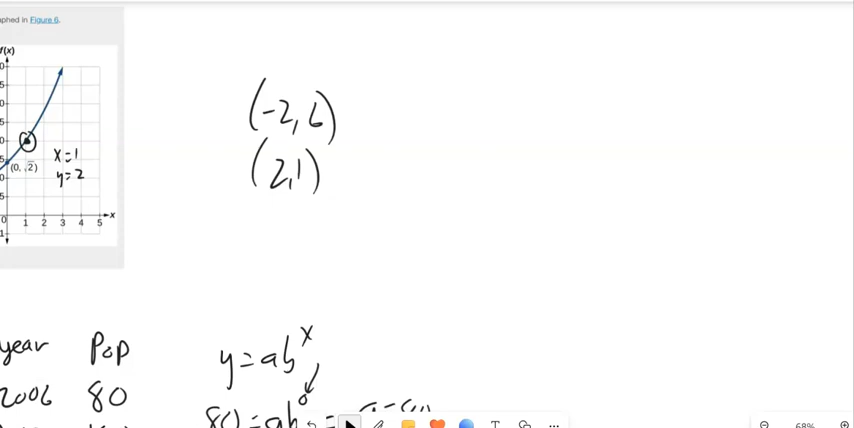 aphed in Figure 6.
f(x)
(0, √2)
x=1
y=2
0 1 2 3 4 5 x
(-2, 6)
(2, 1)
year Pop
2006 80
y=ab^x
80=ab^0 =
68%